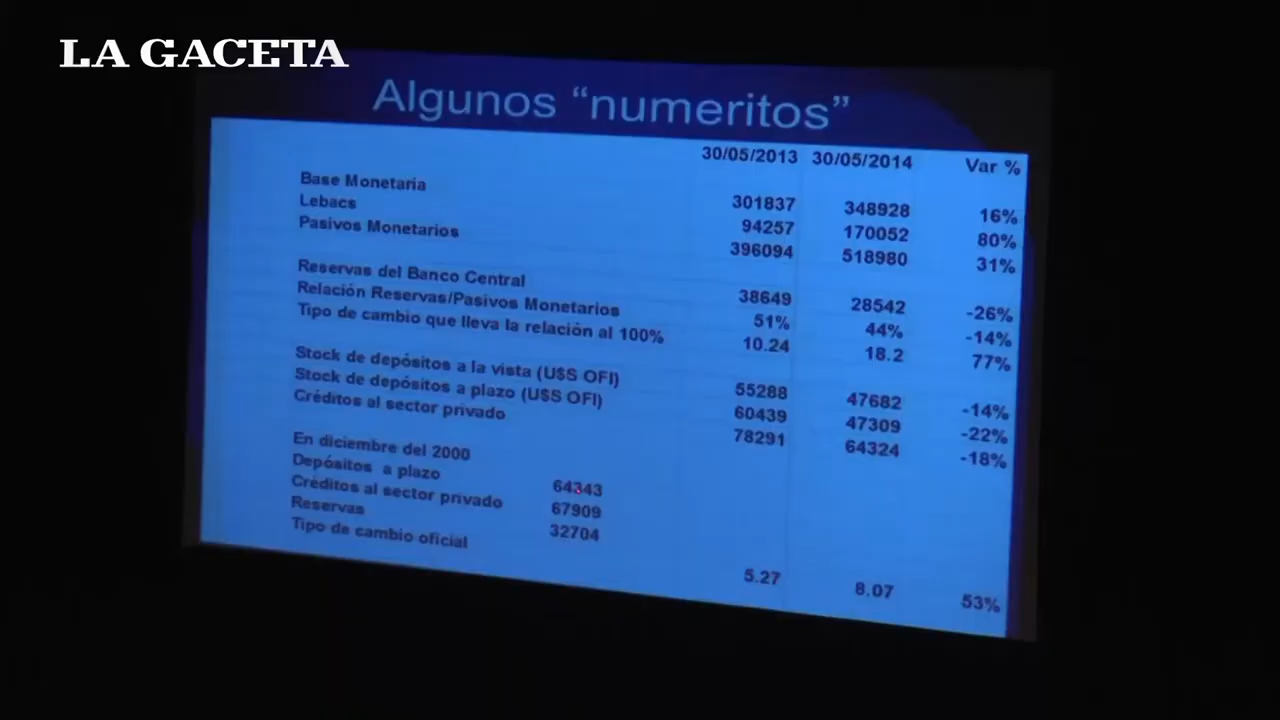 LA GACETA
Algunos “numeritos”
30/05/2013 30/05/2014 Var %
Base Monetaria 301837 348928 16%
Lebacs 94257 170052 80%
Pasivos Monetarios 396094 518980 31%
Reservas del Banco Central 38649 28542 -26%
Relación Reservas/Pasivos Monetarios 51% 44% -14%
Tipo de cambio que lleva la relación al 100% 10.24 18.2 77%
Stock de depósitos a la vista (U$S OFI) 55288 47682 -14%
Stock de depósitos a plazo (U$S OFI) 60439 47309 -22%
Créditos al sector privado 78291 64324 -18%
En diciembre del 2000
Depósitos a plazo 64343
Créditos al sector privado 67909
Reservas 32704
Tipo de cambio oficial 5.27 8.07 53%